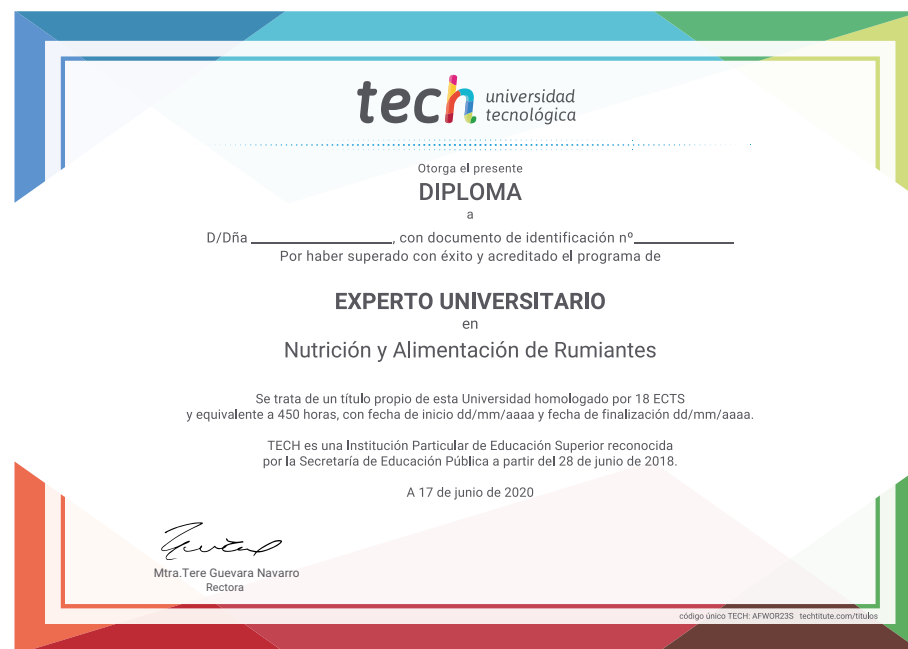 tech universidad
tecnológica
Otorga el presente
DIPLOMA
a
D/Dña ____________________, con documento de identificación nº______________
Por haber superado con éxito y acreditado el programa de
EXPERTO UNIVERSITARIO
en
Nutrición y Alimentación de Rumiantes
Se trata de un título propio de esta Universidad homologado por 18 ECTS
y equivalente a 450 horas, con fecha de inicio dd/mm/aaaa y fecha de finalización dd/mm/aaaa.
TECH es una Institución Particular de Educación Superior reconocida
por la Secretaría de Educación Pública a partir del 28 de junio de 2018.
A 17 de junio de 2020
Mtra.Tere Guevara Navarro
Rectora
código único TECH: AFWOR23S techtitute.com/títulos